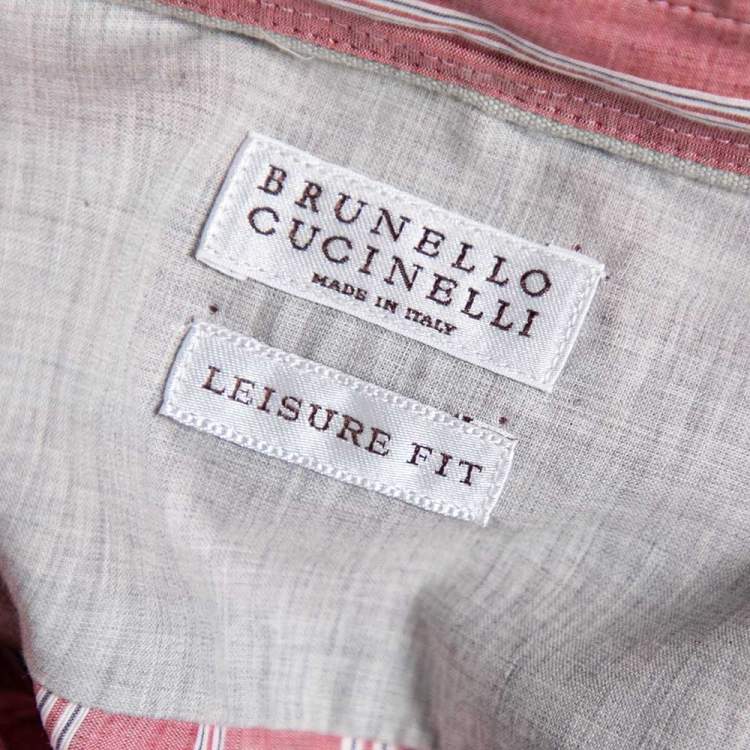 BRUNELLO
CUCINELLI
MADE IN ITALY
LEISURE FIT